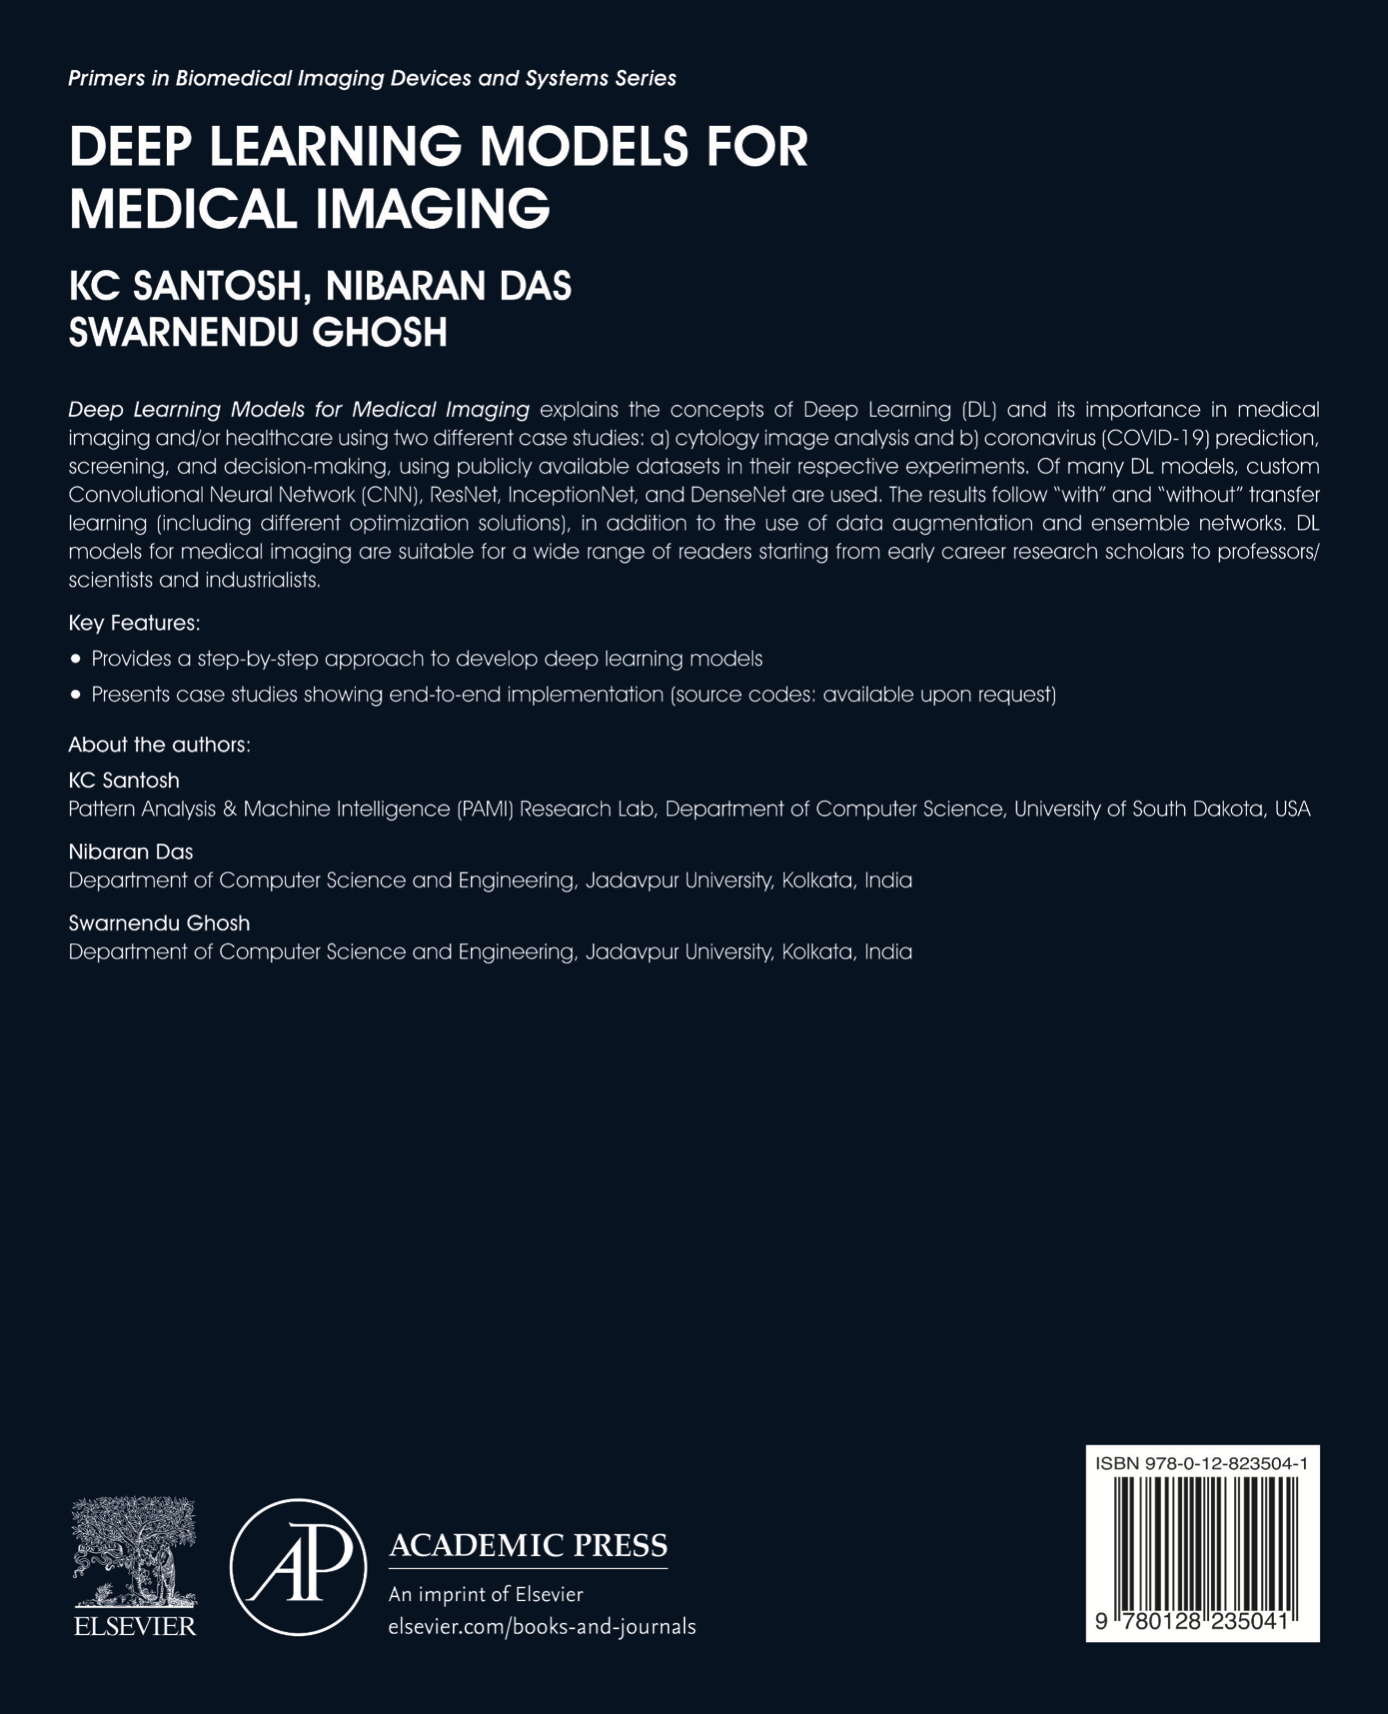 Primers in Biomedical Imaging Devices and Systems Series
DEEP LEARNING MODELS FOR
MEDICAL IMAGING
KC SANTOSH, NIBARAN DAS
SWARNENDU GHOSH
Deep Learning Models for Medical Imaging explains the concepts of Deep Learning (DL) and its importance in medical
imaging and/or healthcare using two different case studies: a) cytology image analysis and b) coronavirus (COVID-19) prediction,
screening, and decision-making, using publicly available datasets in their respective experiments. Of many DL models, custom
Convolutional Neural Network (CNN), ResNet, InceptionNet, and DenseNet are used. The results follow “with” and “without” transfer
learning (including different optimization solutions), in addition to the use of data augmentation and ensemble networks. DL
models for medical imaging are suitable for a wide range of readers starting from early career research scholars to professors/
scientists and industrialists.
Key Features:
• Provides a step-by-step approach to develop deep learning models
• Presents case studies showing end-to-end implementation (source codes: available upon request)
About the authors:
KC Santosh
Pattern Analysis & Machine Intelligence (PAMI) Research Lab, Department of Computer Science, University of South Dakota, USA
Nibaran Das
Department of Computer Science and Engineering, Jadavpur University, Kolkata, India
Swarnendu Ghosh
Department of Computer Science and Engineering, Jadavpur University, Kolkata, India
ELSEVIER
AP
ACADEMIC PRESS
An imprint of Elsevier
elsevier.com/books-and-journals
ISBN 978-0-12-823504-1
9 780128 235041